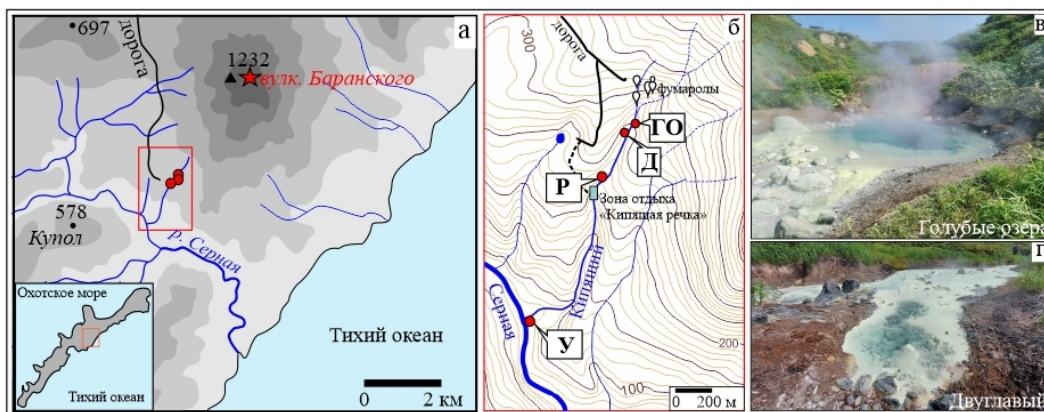 а
697
дорога
1232
вулк. Баранского
578
Купол
р. Серная
Охотское море
Тихий океан
Тихий океан
0 2 км
б
300
дорога
фумаролы
ГО
Д
Р
Зона отдыха
«Кипящая речка»
Кипящий
Серная
У
200
100
0 200 м
в
Голубые озера
г
Двуглавый